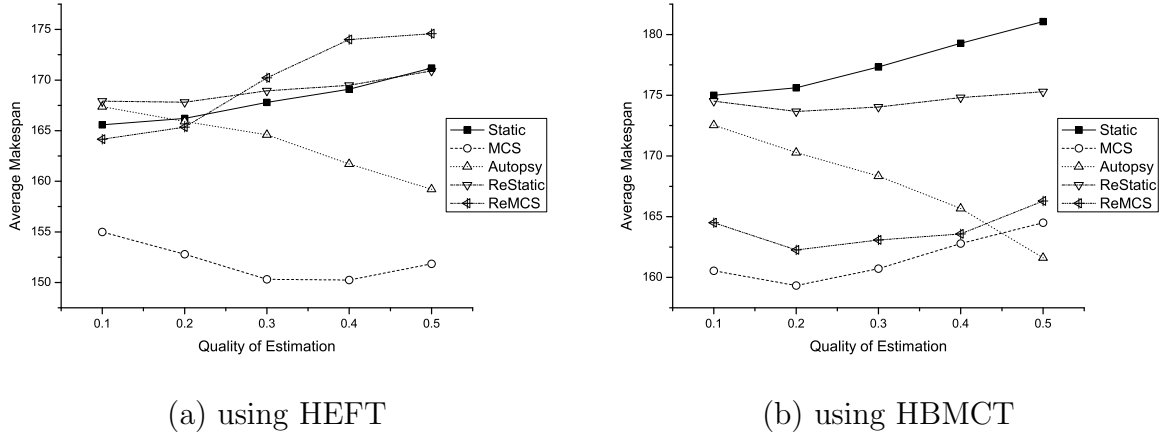 175
170
165
160
155
150
Average Makespan
0.1 0.2 0.3 0.4 0.5
Quality of Estimation
Static
MCS
Autopsy
ReStatic
ReMCS
(a) using HEFT
180
175
170
165
160
Average Makespan
0.1 0.2 0.3 0.4 0.5
Quality of Estimation
Static
MCS
Autopsy
ReStatic
ReMCS
(b) using HBMCT